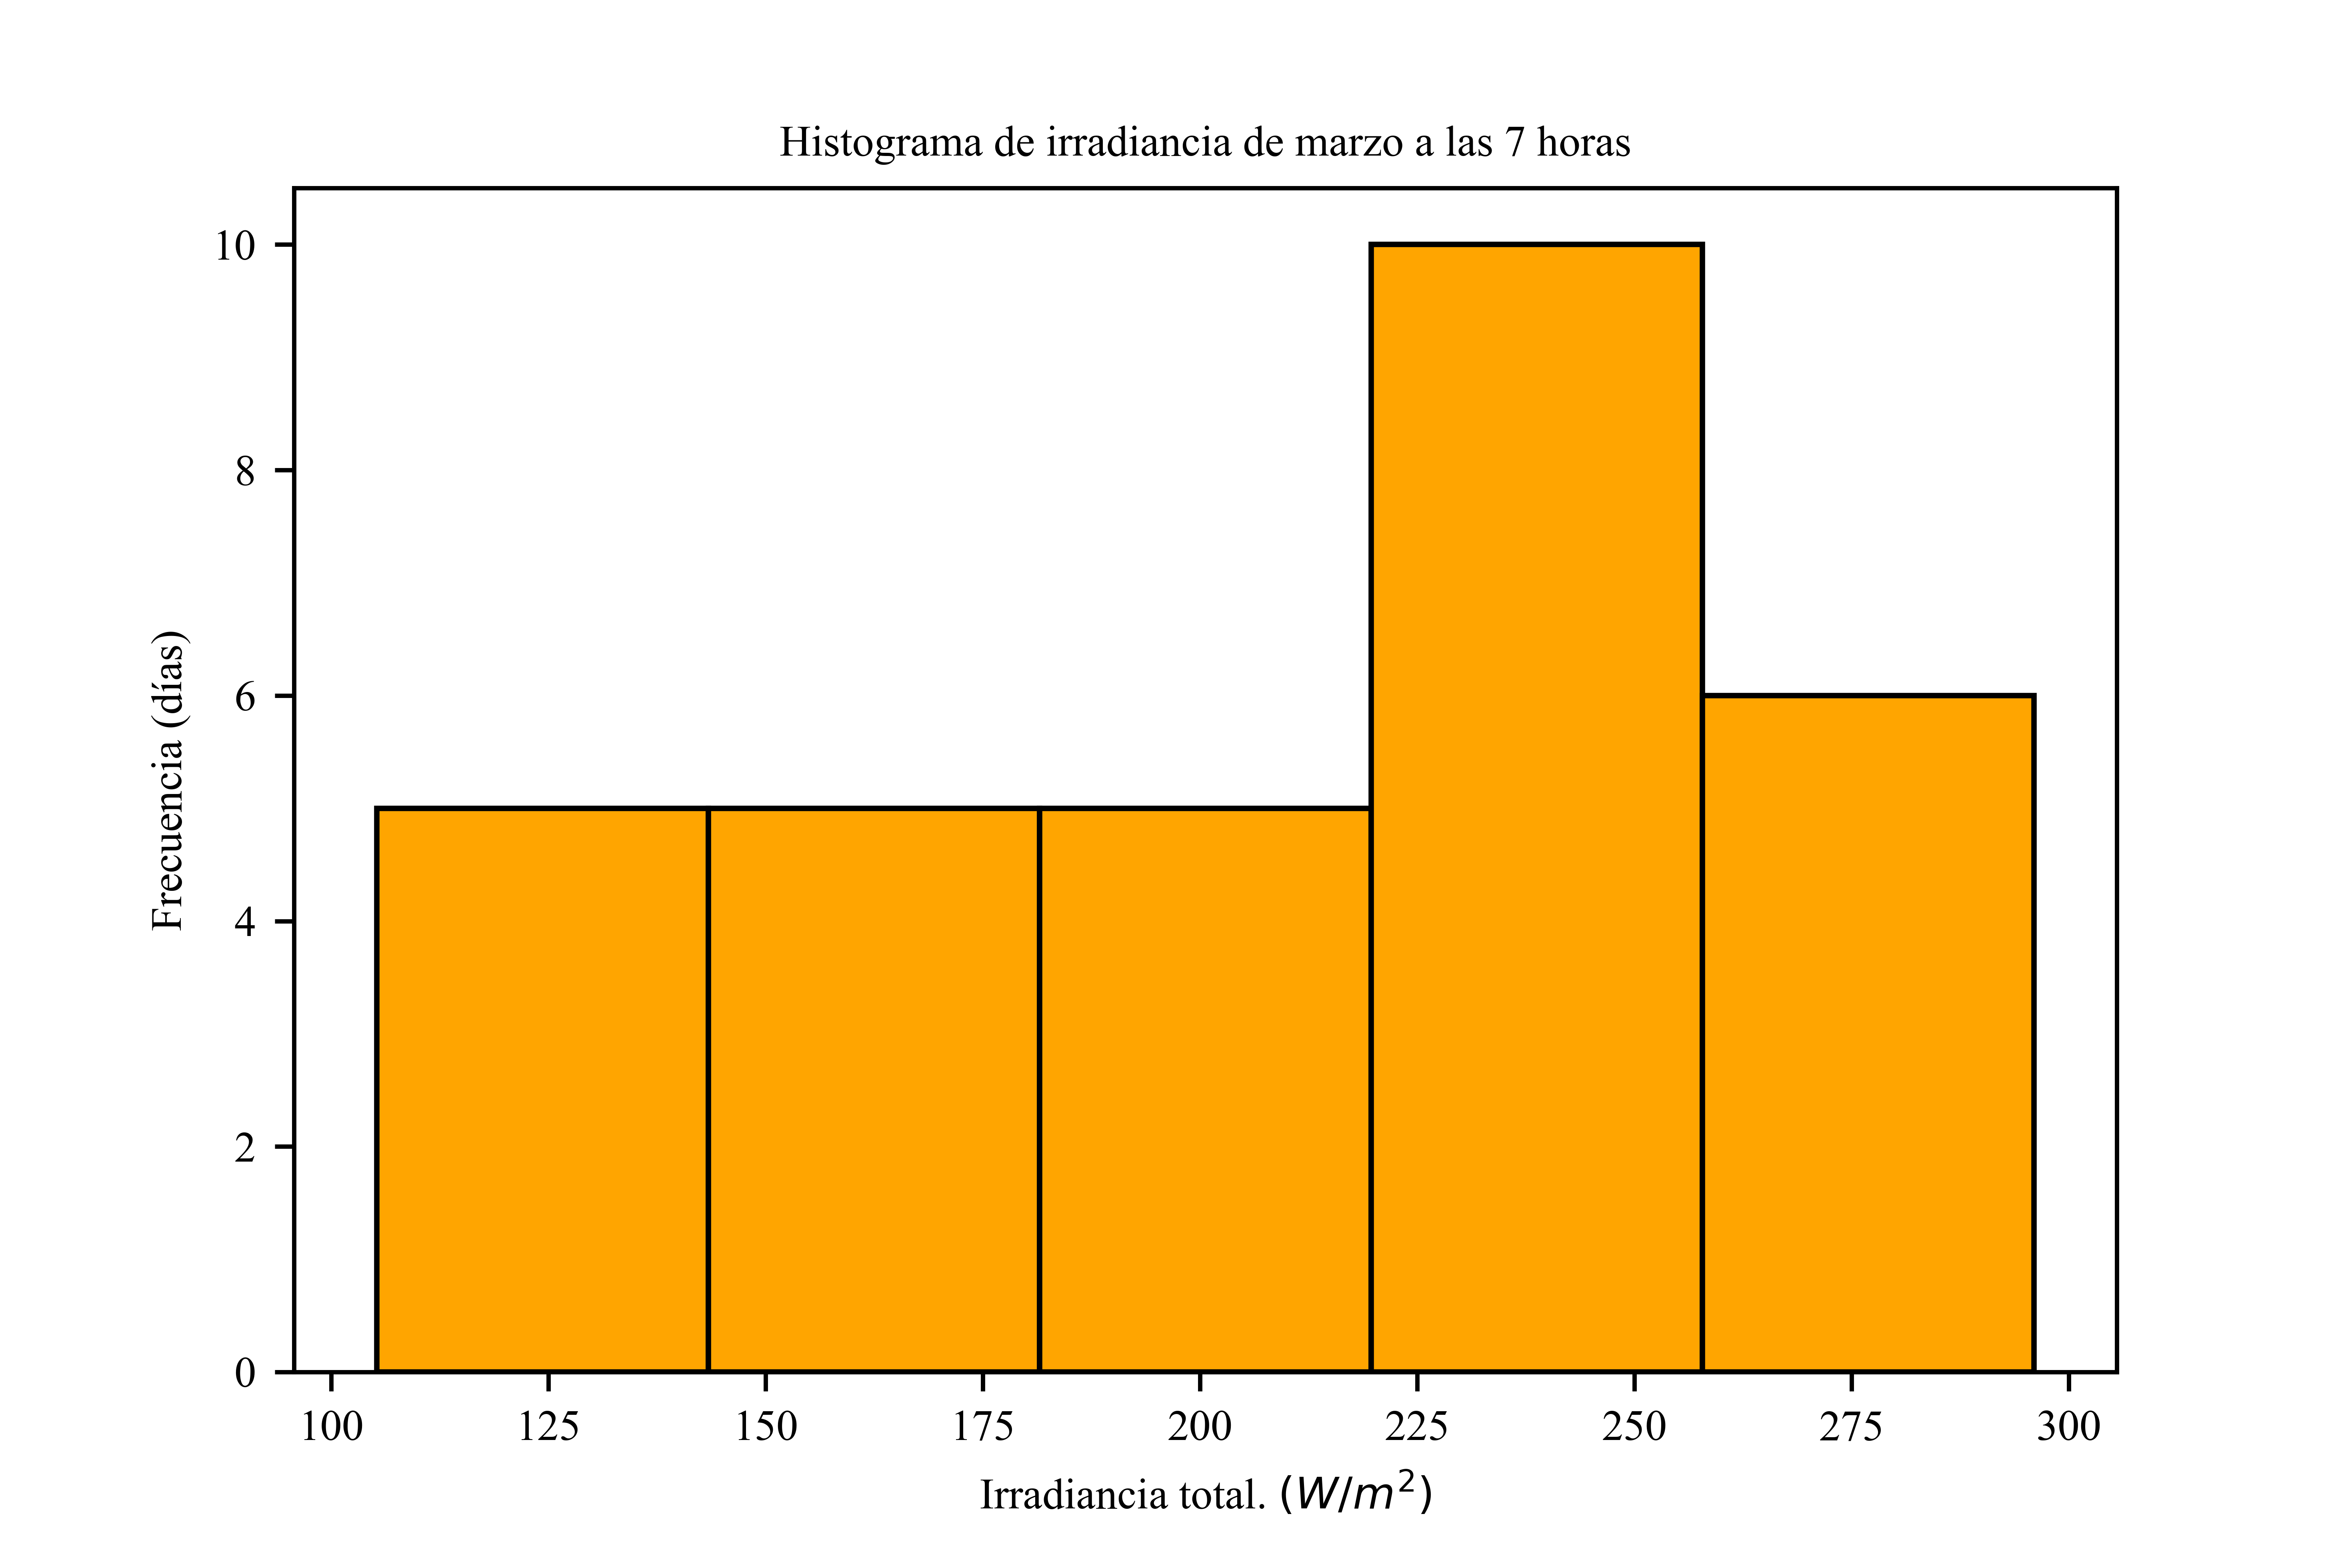 Histograma de irradiancia de marzo a las 7 horas
10
8
6
4
2
0
Frecuencia (días)
100 125 150 175 200 225 250 275 300
Irradiancia total. (W/m²)